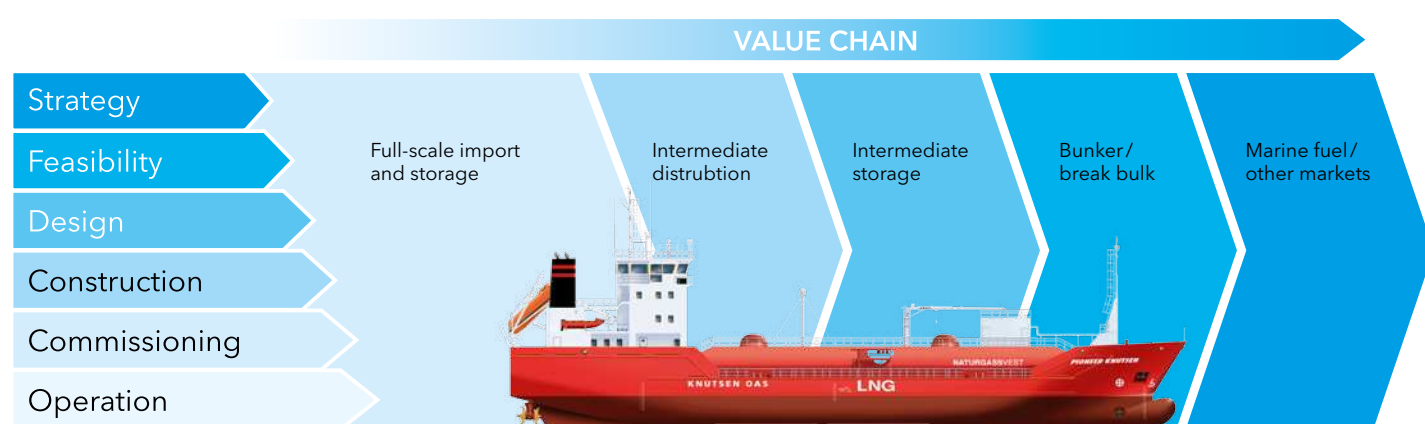 VALUE CHAIN
Strategy
Feasibility
Design
Construction
Commissioning
Operation
Full-scale import
and storage
Intermediate
distrubtion
Intermediate
storage
Bunker/
break bulk
Marine fuel/
other markets
KNUTSEN OAS
LNG
NATURGASSVEST
PIONEER KNUTSEN